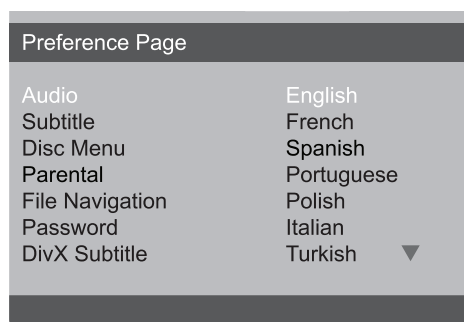 Preference Page
Audio English
Subtitle French
Disc Menu Spanish
Parental Portuguese
File Navigation Polish
Password Italian
DivX Subtitle Turkish